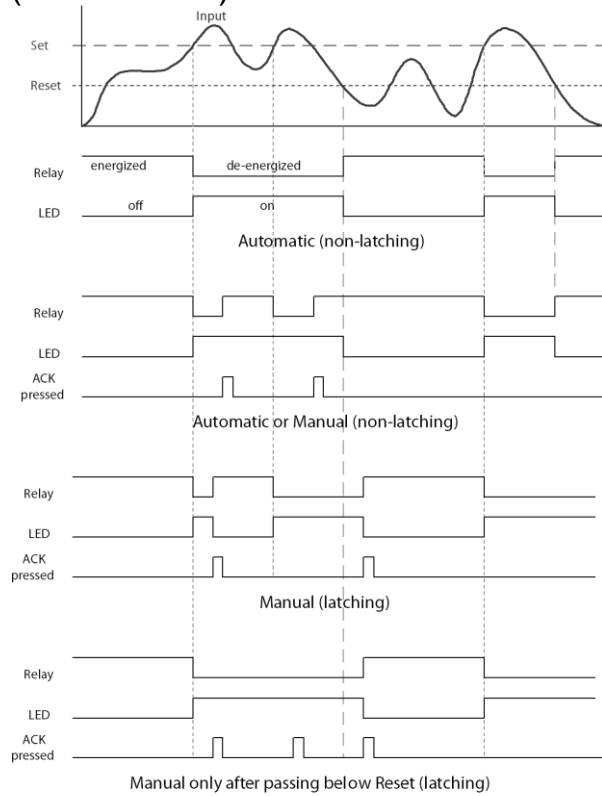 Input
Set
Reset
energized
de-energized
Relay
LED
off
on
Automatic (non-latching)
Relay
LED
ACK
pressed
Automatic or Manual (non-latching)
Relay
LED
ACK
pressed
Manual (latching)
Relay
LED
ACK
pressed
Manual only after passing below Reset (latching)